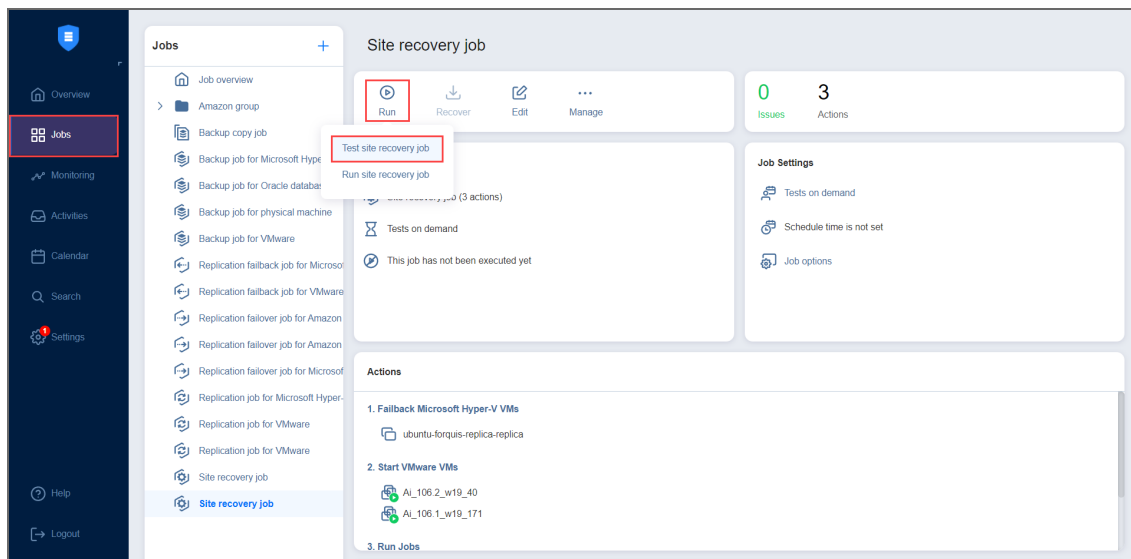 Overview
Jobs
Monitoring
Activities
Calendar
Search
1
Settings
Help
Logout
Jobs
+
Job overview
Amazon group
Backup copy job
Backup job for Microsoft Hype
Backup job for Oracle databas
Backup job for physical machine
Backup job for VMware
Replication failback job for Microsof
Replication failback job for VMware
Replication failover job for Amazon
Replication failover job for Amazon
Replication failover job for Microsof
Replication job for Microsoft Hyper-
Replication job for VMware
Replication job for VMware
Site recovery job
Site recovery job
Site recovery job
Run
Recover
Edit
Manage
Test site recovery job
Run site recovery job
Site recovery job (3 actions)
Tests on demand
This job has not been executed yet
0
Issues
3
Actions
Job Settings
Tests on demand
Schedule time is not set
Job options
Actions
1. Failback Microsoft Hyper-V VMs
ubuntu-forquis-replica-replica
2. Start VMware VMs
Ai_106.2_w19_40
Ai_106.1_w19_171
3. Run Jobs